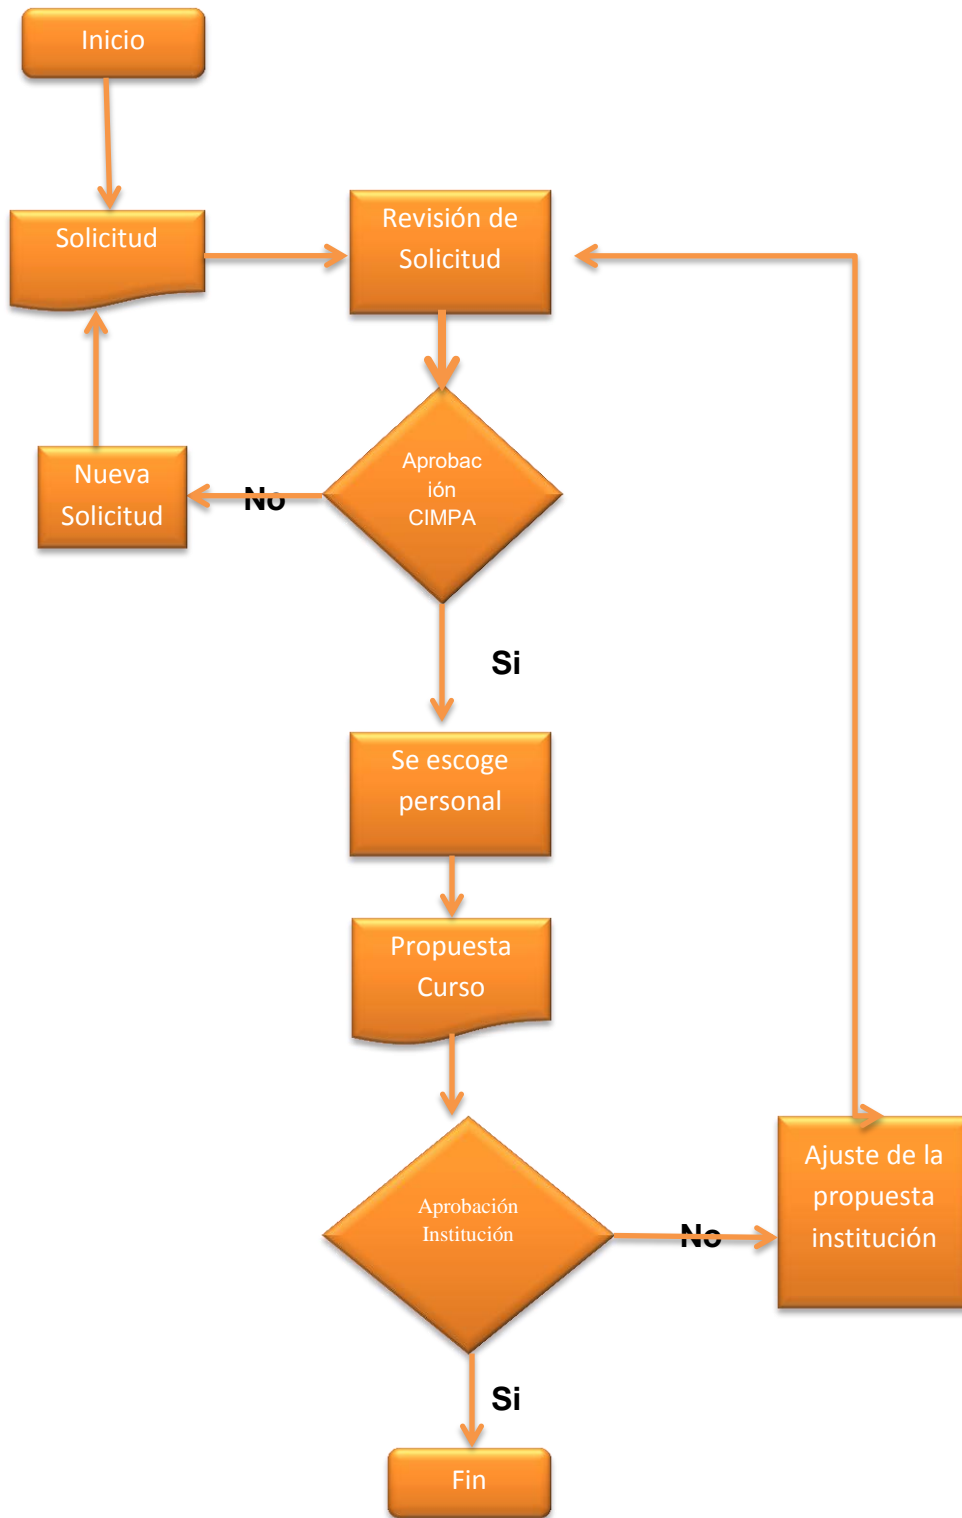 Inicio
Solicitud
Revisión de
Solicitud
Aprobac
ión
CIMPA
No
Nueva
Solicitud
Si
Se escoge
personal
Propuesta
Curso
Aprobación
Institución
No
Ajuste de la
propuesta
institución
Si
Fin